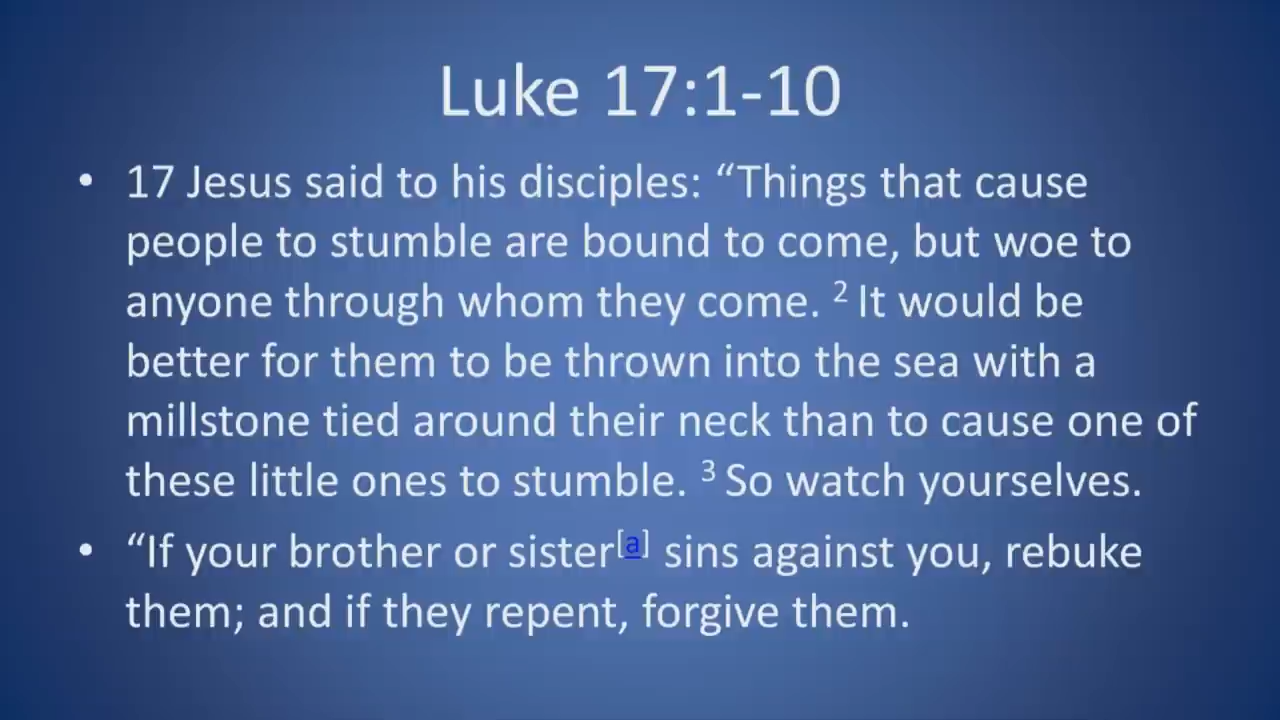 Luke 17:1-10
• 17 Jesus said to his disciples: “Things that cause
people to stumble are bound to come, but woe to
anyone through whom they come. 2 It would be
better for them to be thrown into the sea with a
millstone tied around their neck than to cause one of
these little ones to stumble. 3 So watch yourselves.
• “If your brother or sister[a] sins against you, rebuke
them; and if they repent, forgive them.